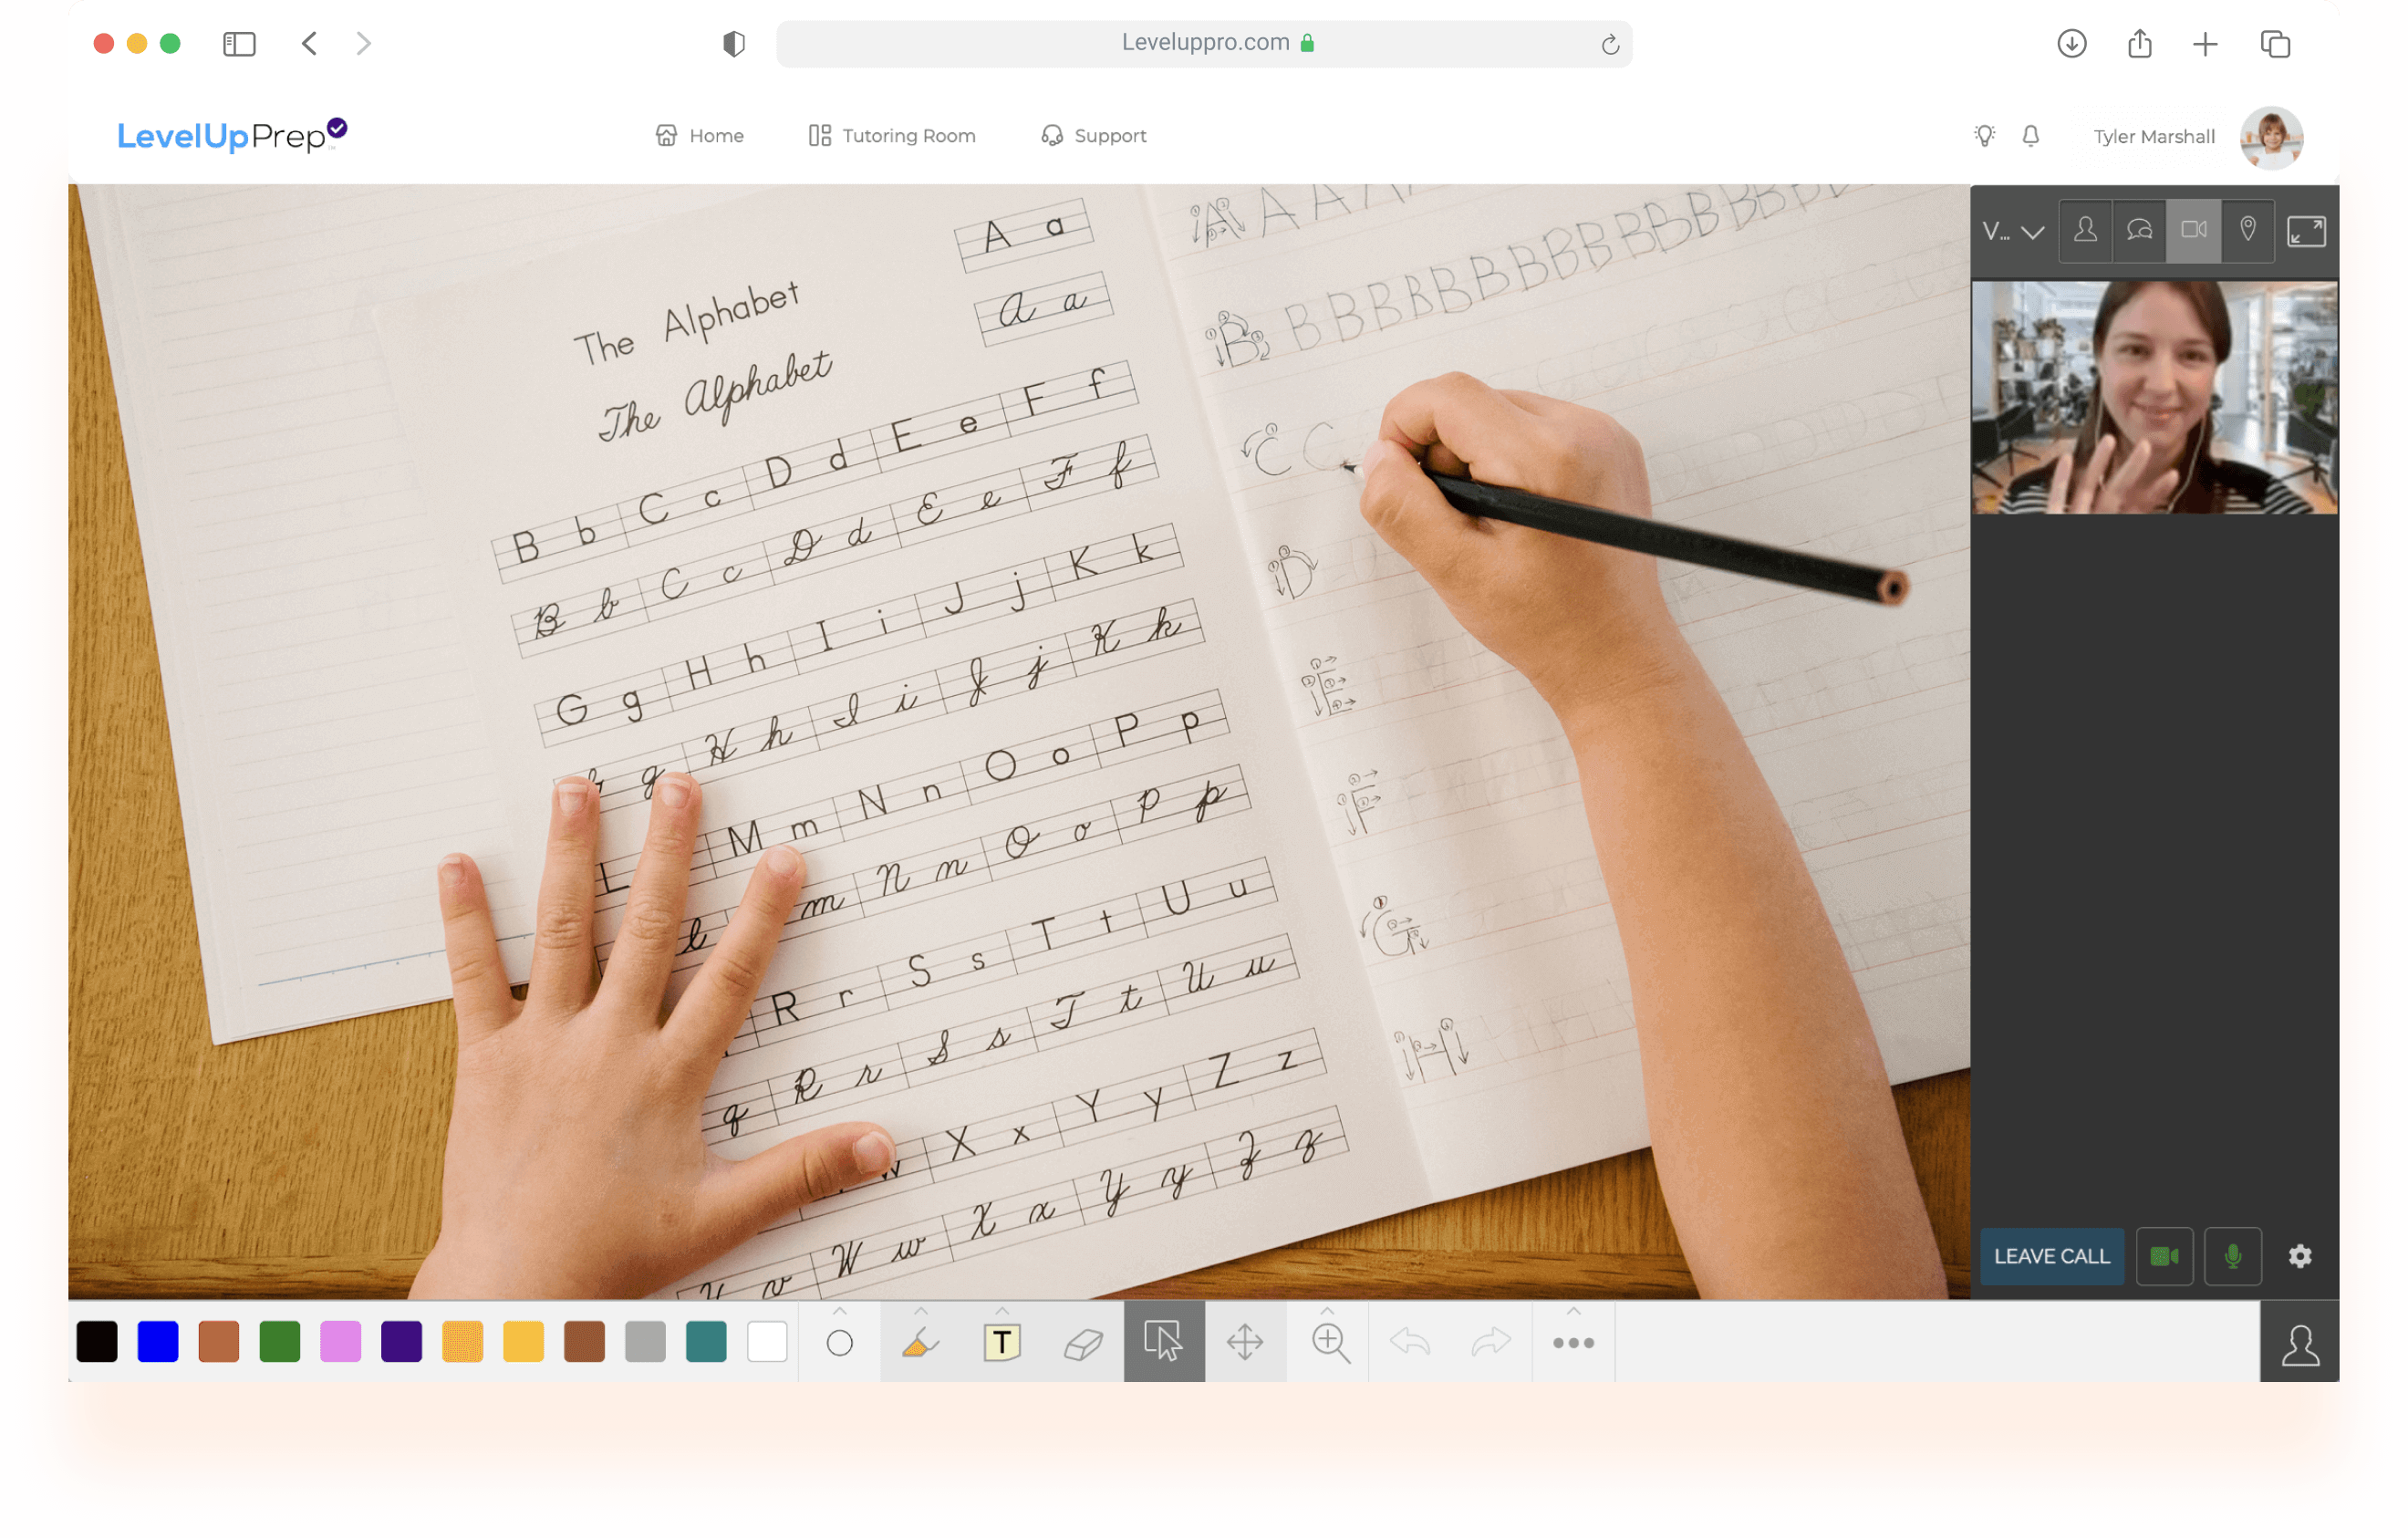 Leveluppro.com
LevelUpPrep
Home
Tutoring Room
Support
Tyler Marshall
V...
The Alphabet
The Alphabet
A a
A a
B b C c D d E e F f
B b C c D d E e F f
G g H h I i J j K k
g H h I i J j K k
L M m N n O o P p
l m N n O o P p
R r S s T t U u
q R r S s T t U u
w X x Y y Z z
v W w X x Y y Z z
A A A A
B B B B B B B B B B B B B B B B
C C
D
E
F
G
H
LEAVE CALL
T